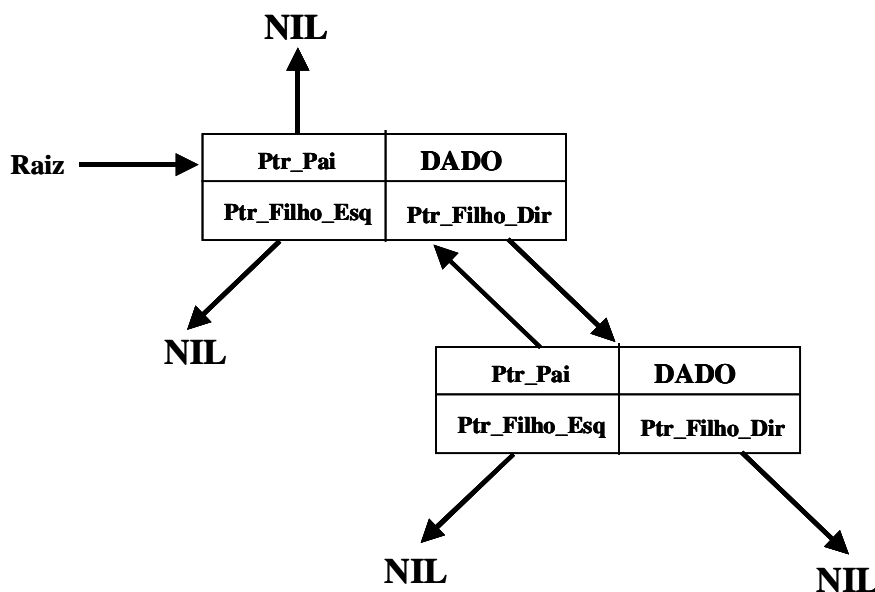 NIL
Raiz
Ptr_Pai DADO
Ptr_Filho_Esq Ptr_Filho_Dir
NIL
Ptr_Pai DADO
Ptr_Filho_Esq Ptr_Filho_Dir
NIL NIL